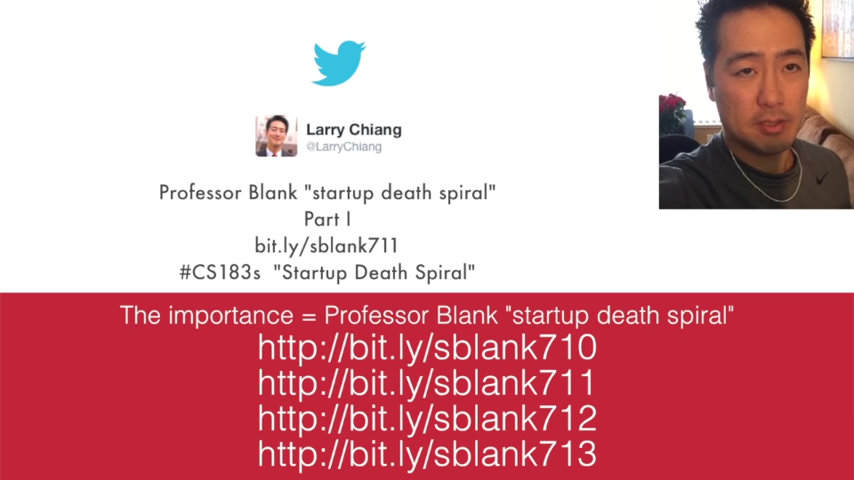 Larry Chiang
@LarryChiang
Professor Blank "startup death spiral"
Part I
bit.ly/sblank711
#CS183s "Startup Death Spiral"
The importance = Professor Blank "startup death spiral"
http://bit.ly/sblank710
http://bit.ly/sblank711
http://bit.ly/sblank712
http://bit.ly/sblank713